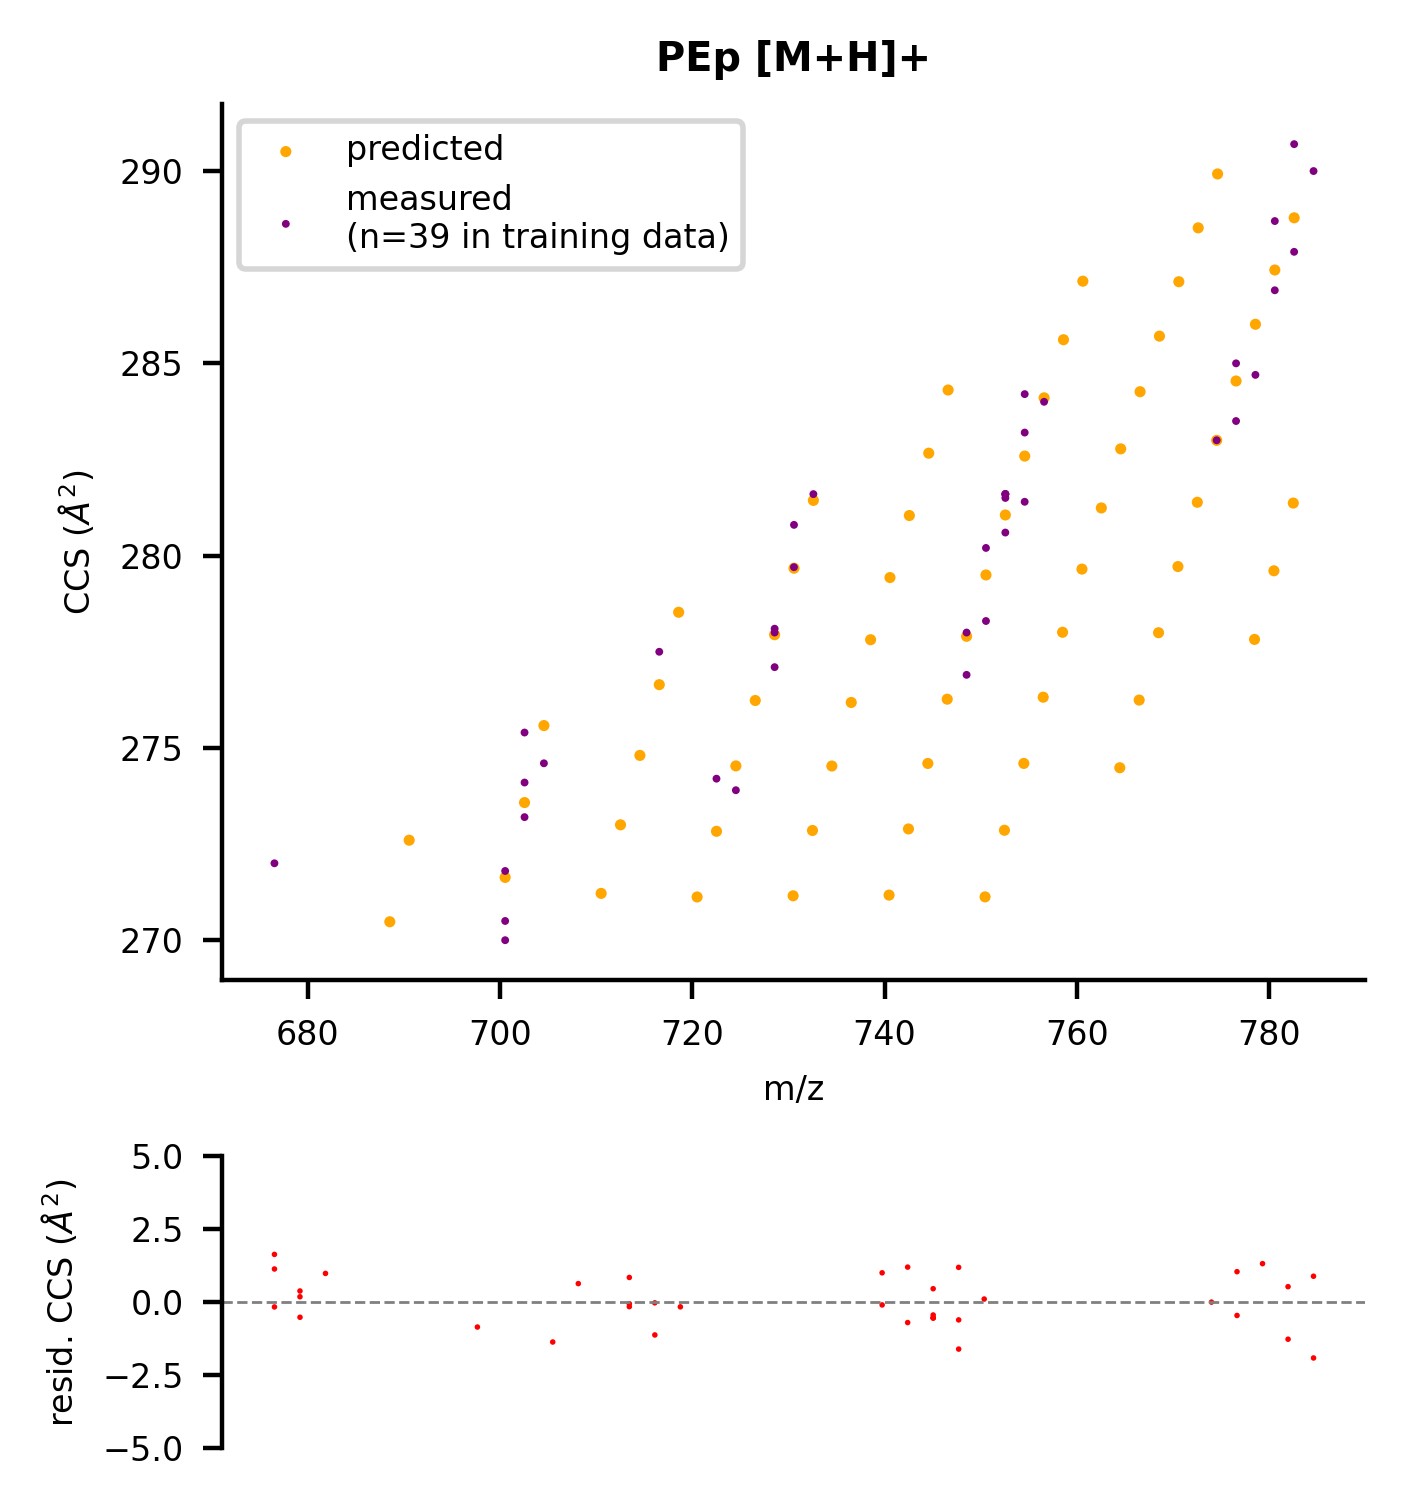 PEp [M+H]+
predicted
measured
(n=39 in training data)
290
285
280
275
270
CCS (Å²)
680 700 720 740 760 780
m/z
5.0
2.5
0.0
−2.5
−5.0
resid. CCS (Å²)